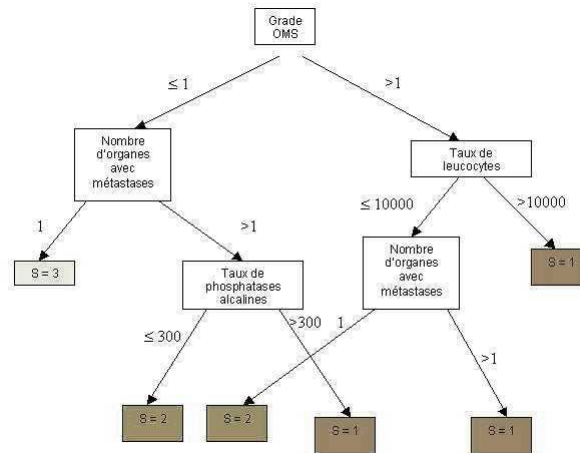 Grade
OMS
≤ 1
>1
Nombre
d'organes
avec
métastases
Taux de
leucocytes
1
>1
≤ 10000
>10000
S = 3
Taux de
phosphatases
alcalines
Nombre
d'organes
avec
métastases
S = 1
≤ 300
>300
1
>1
S = 2
S = 2
S = 1
S = 1